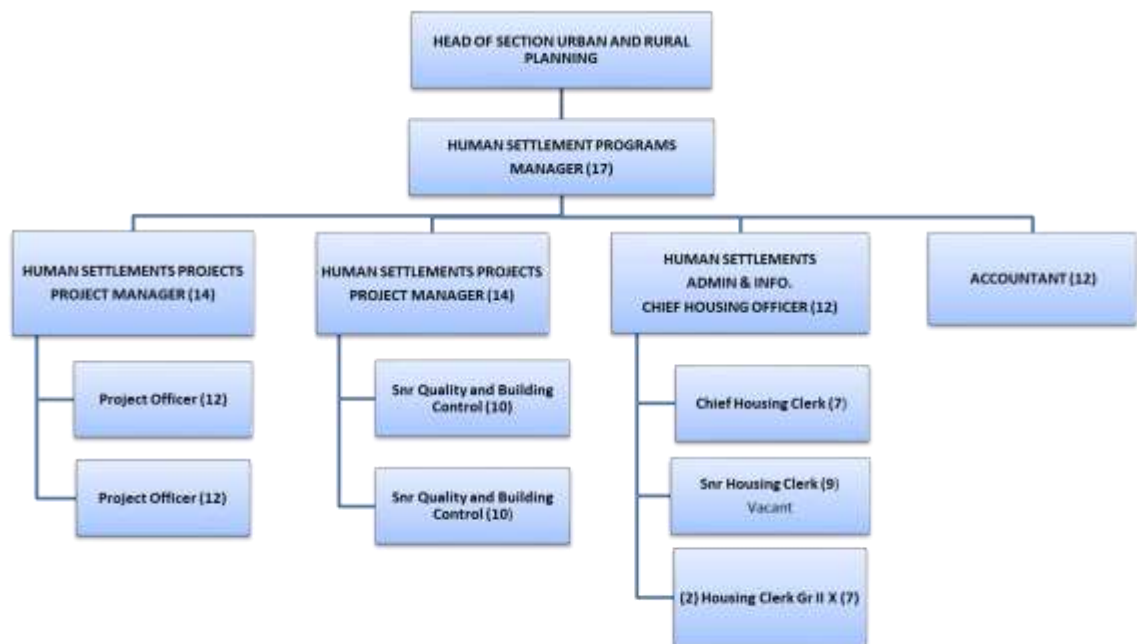 HEAD OF SECTION URBAN AND RURAL
PLANNING
HUMAN SETTLEMENT PROGRAMS
MANAGER (17)
HUMAN SETTLEMENTS PROJECTS
PROJECT MANAGER (14)
HUMAN SETTLEMENTS PROJECTS
PROJECT MANAGER (14)
HUMAN SETTLEMENTS
ADMIN & INFO.
CHIEF HOUSING OFFICER (12)
ACCOUNTANT (12)
Project Officer (12)
Project Officer (12)
Snr Quality and Building
Control (10)
Snr Quality and Building
Control (10)
Chief Housing Clerk (7)
Snr Housing Clerk (9)
Vacant
(2) Housing Clerk Gr II X (7)